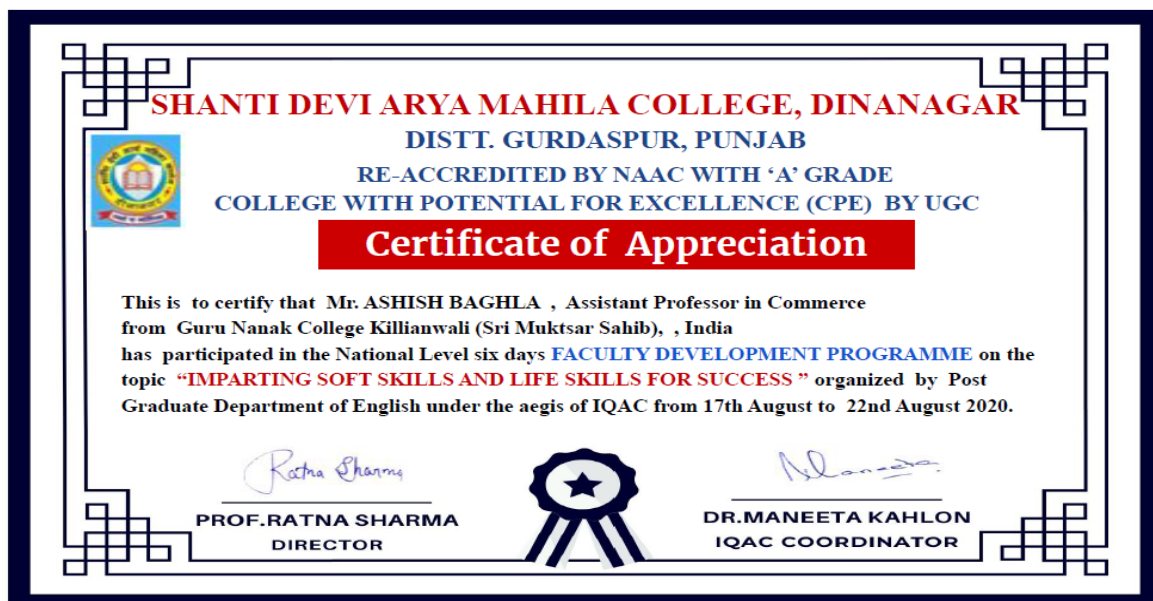 SHANTI DEVI ARYA MAHILA COLLEGE, DINANAGAR
DISTT. GURDASPUR, PUNJAB
RE-ACCREDITED BY NAAC WITH ‘A’ GRADE
COLLEGE WITH POTENTIAL FOR EXCELLENCE (CPE) BY UGC
Certificate of Appreciation
This is to certify that Mr. ASHISH BAGHLA , Assistant Professor in Commerce
from Guru Nanak College Killianwali (Sri Muktsar Sahib), , India
has participated in the National Level six days FACULTY DEVELOPMENT PROGRAMME on the
topic “IMPARTING SOFT SKILLS AND LIFE SKILLS FOR SUCCESS ” organized by Post
Graduate Department of English under the aegis of IQAC from 17th August to 22nd August 2020.
Ratna Sharma
PROF.RATNA SHARMA
DIRECTOR
Maneeta
DR.MANEETA KAHLON
IQAC COORDINATOR